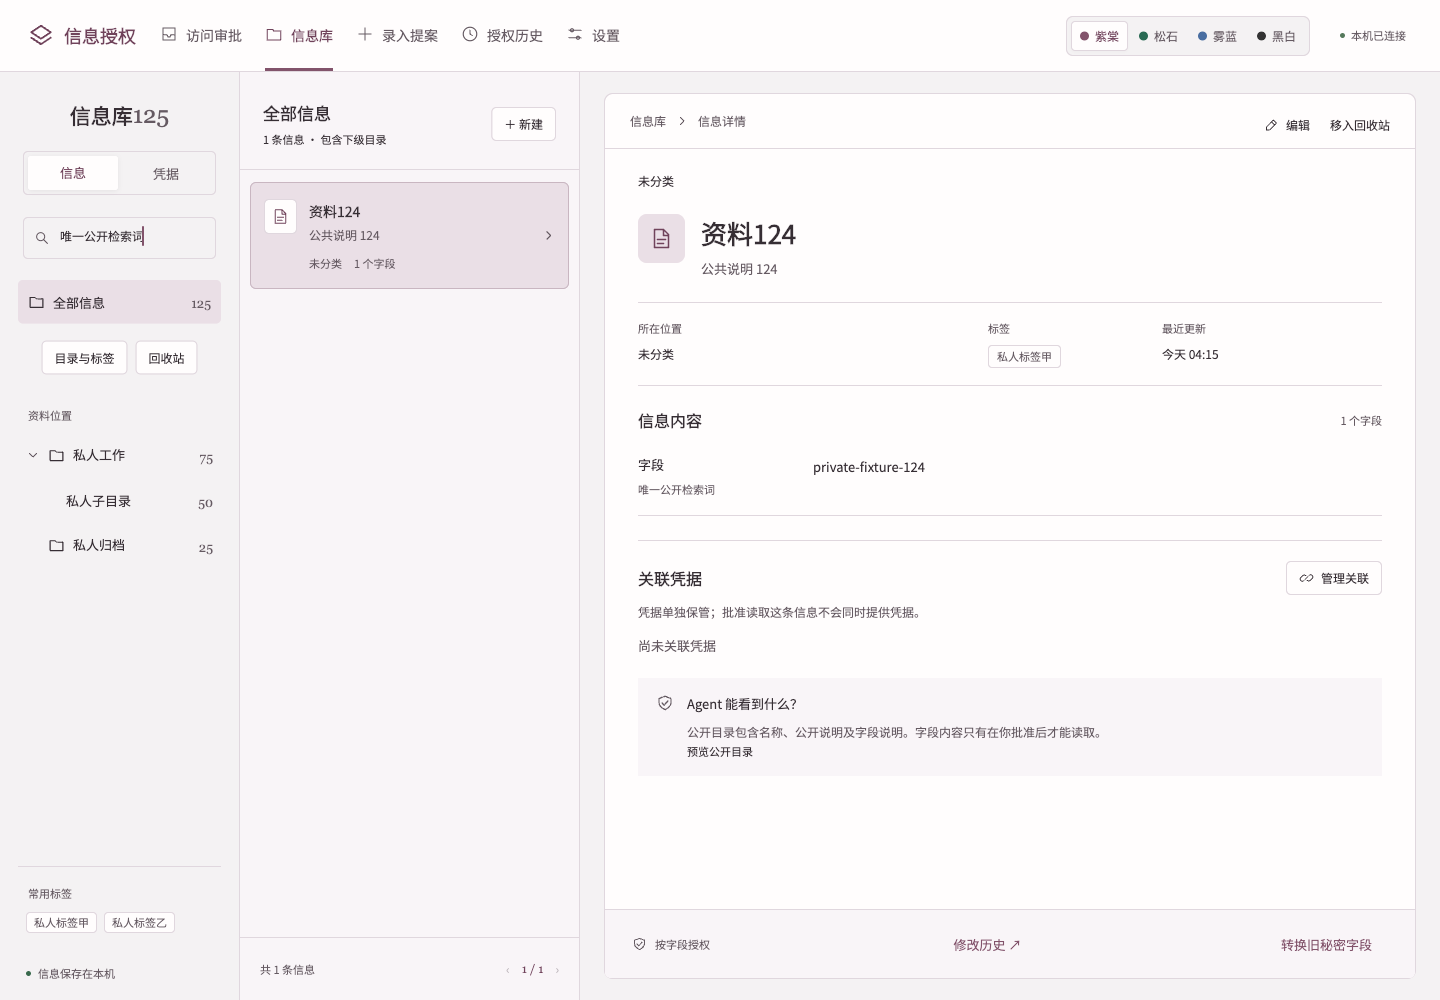 信息授权
访问审批
信息库
录入提案
授权历史
设置
紫棠
松石
雾蓝
黑白
本机已连接
信息库125
信息
凭据
唯一公开检索词
全部信息
125
目录与标签
回收站
资料位置
私人工作
75
私人子目录
50
私人归档
25
常用标签
私人标签甲
私人标签乙
信息保存在本机
全部信息
1 条信息 · 包含下级目录
新建
资料124
公共说明 124
未分类 1 个字段
共 1 条信息
‹ 1 / 1 ›
信息库 > 信息详情
编辑
移入回收站
未分类
资料124
公共说明 124
所在位置
未分类
标签
私人标签甲
最近更新
今天 04:15
信息内容
1 个字段
字段
唯一公开检索词
private-fixture-124
关联凭据
管理关联
凭据单独保管；批准读取这条信息不会同时提供凭据。
尚未关联凭据
Agent 能看到什么？
公开目录包含名称、公开说明及字段说明。字段内容只有在你批准后才能读取。
预览公开目录
按字段授权
修改历史 ↗
转换旧秘密字段